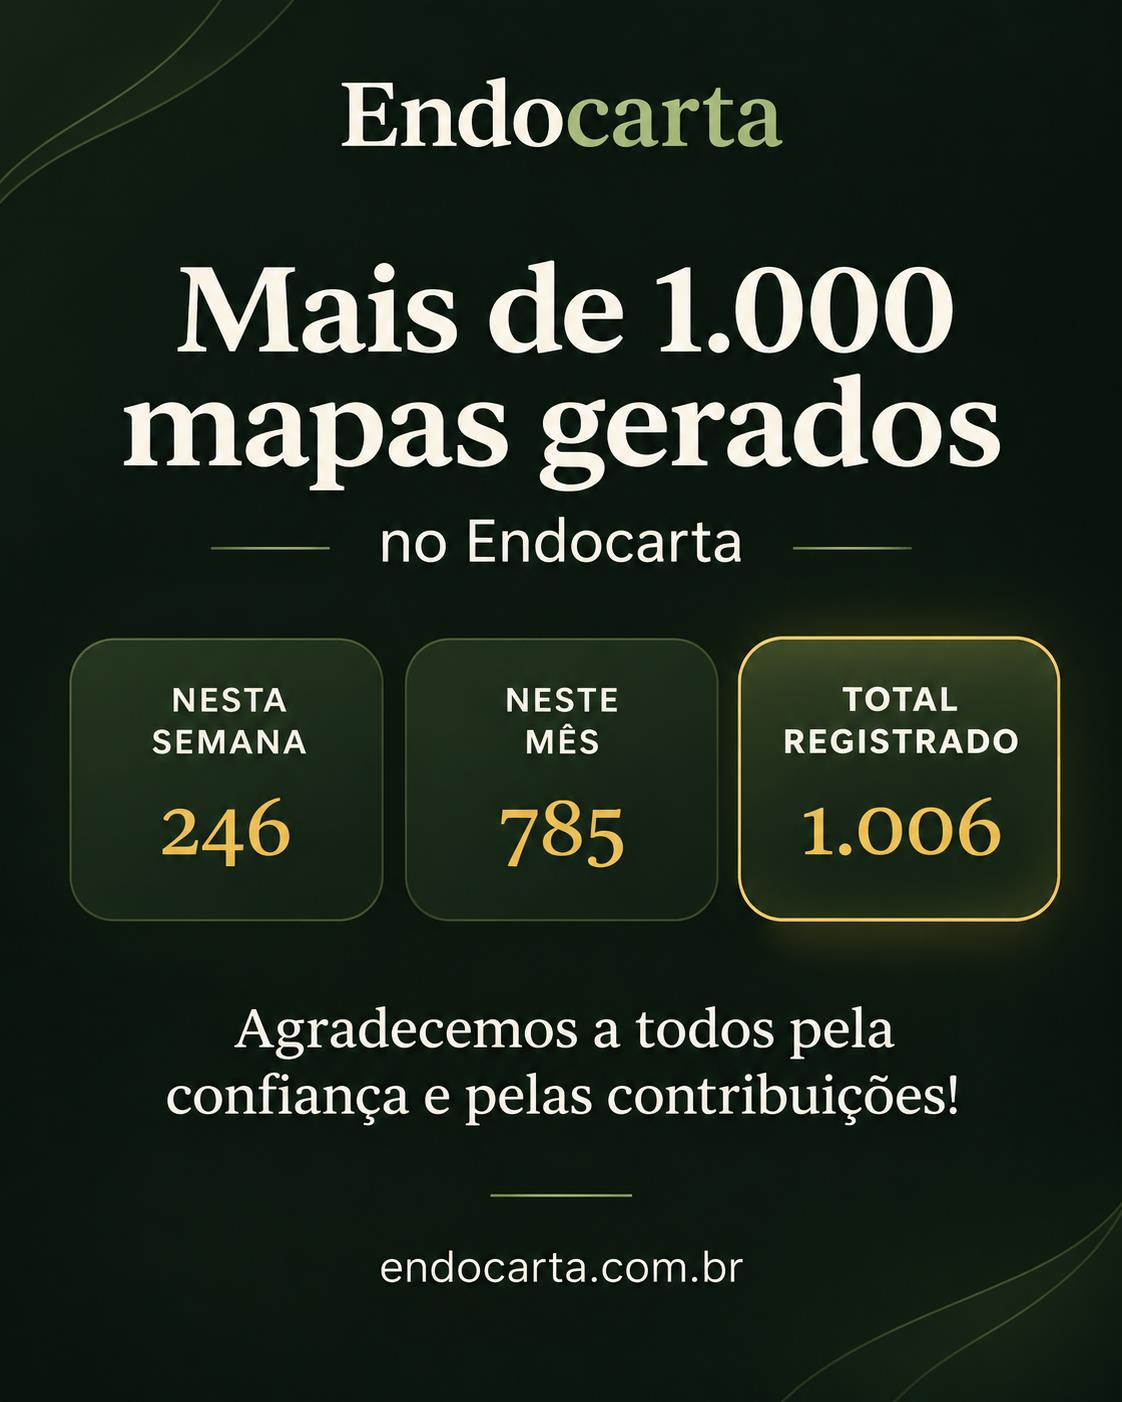 Endocarta
Mais de 1.000
mapas gerados
no Endocarta
NESTA
SEMANA
246
NESTE
MÊS
785
TOTAL
REGISTRADO
1.006
Agradecemos a todos pela
confiança e pelas contribuições!
endocarta.com.br